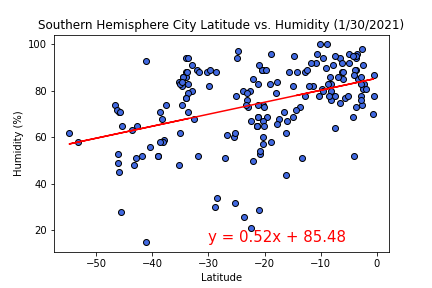 Southern Hemisphere City Latitude vs. Humidity (1/30/2021)
100
80
60
40
20
Humidity (%)
y = 0.52x + 85.48
−50
−40
−30
−20
−10
0
Latitude